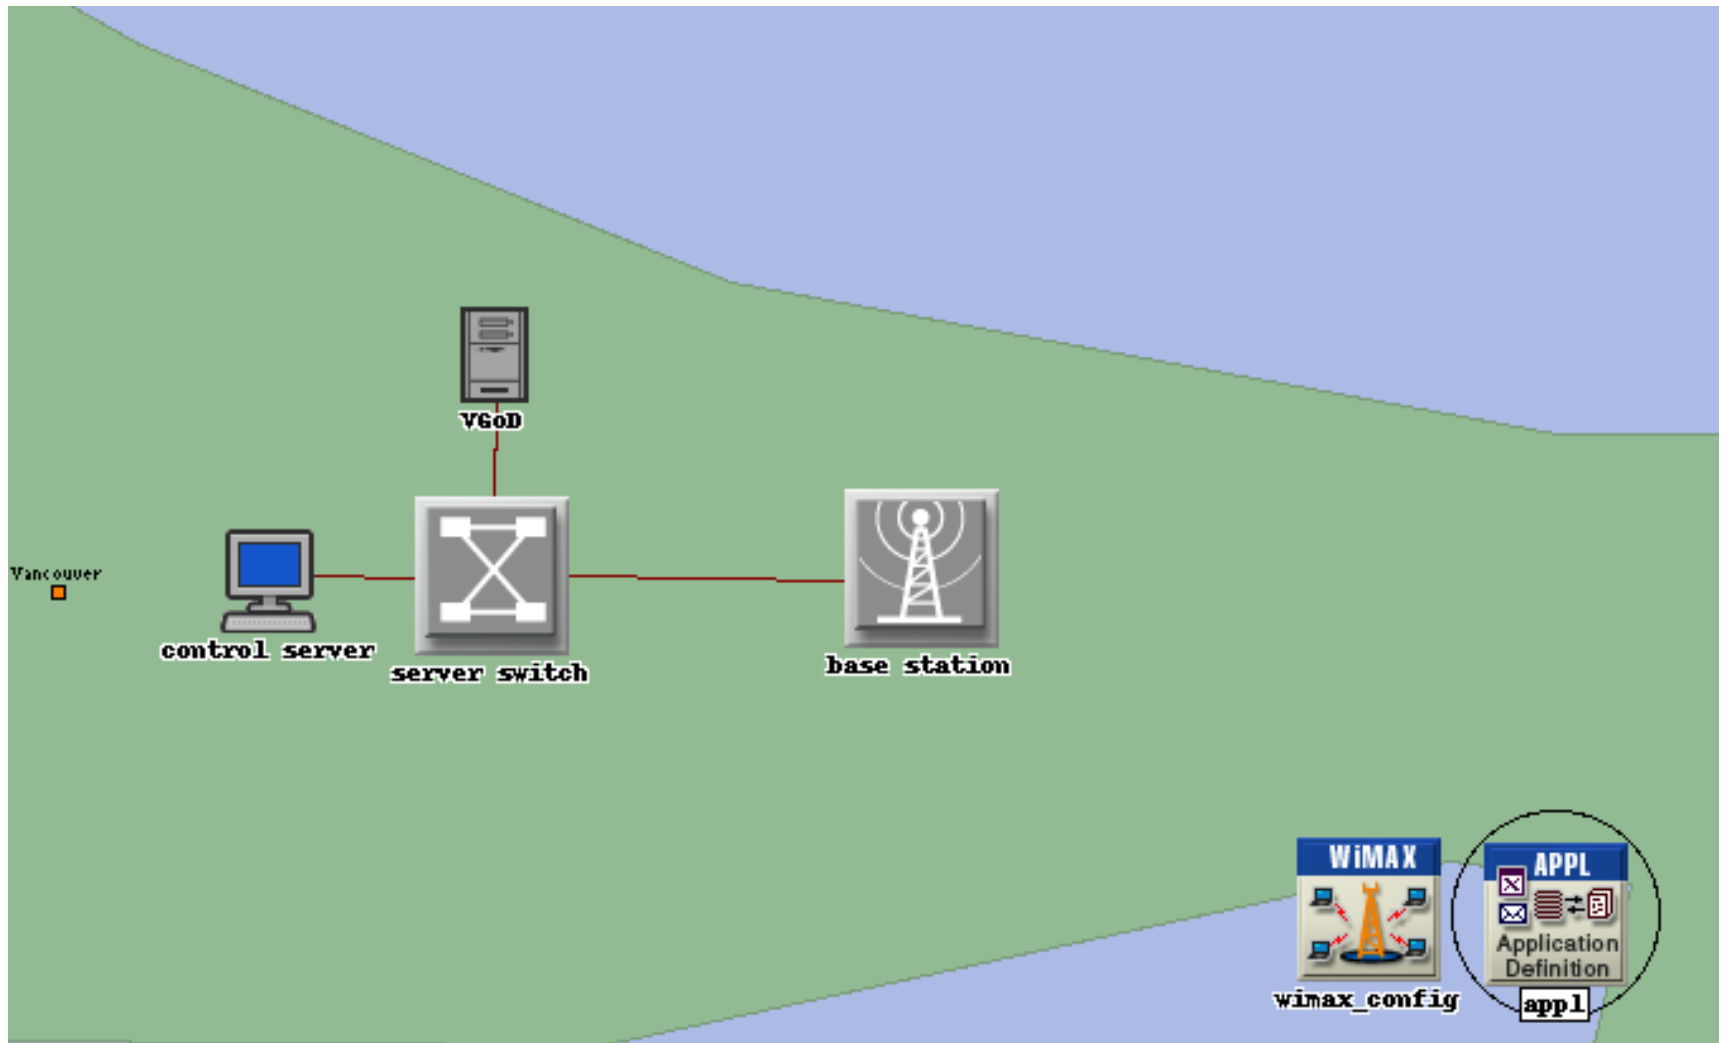 VGoD
Vancouver
control server
server switch
base station
WiMAX
wimax_config
APPL
Application
Definition
appl